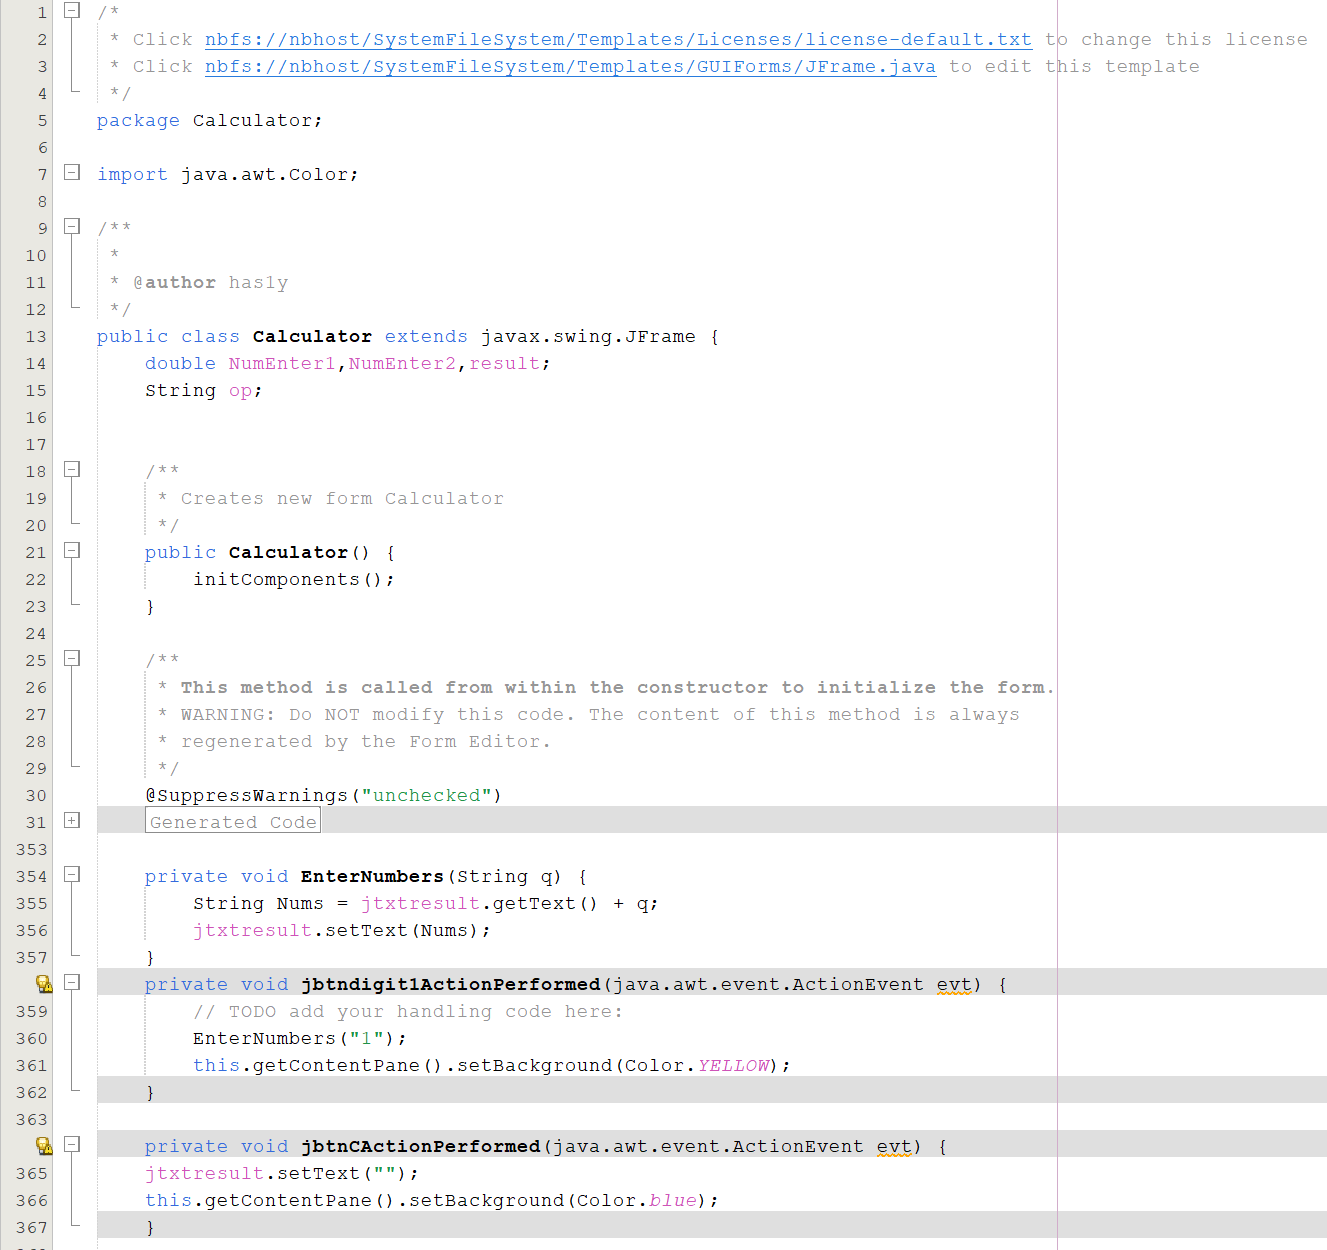 1 /*
2 * Click nbfs://nbhost/SystemFileSystem/Templates/Licenses/license-default.txt to change this license
3 * Click nbfs://nbhost/SystemFileSystem/Templates/GUIForms/JFrame.java to edit this template
4 */
5 package Calculator;
6
7 import java.awt.Color;
8
9 /**
10 *
11 * @author has1y
12 */
13 public class Calculator extends javax.swing.JFrame {
14 double NumEnter1,NumEnter2,result;
15 String op;
16
17
18 /**
19 * Creates new form Calculator
20 */
21 public Calculator() {
22 initComponents();
23 }
24
25 /**
26 * This method is called from within the constructor to initialize the form.
27 * WARNING: Do NOT modify this code. The content of this method is always
28 * regenerated by the Form Editor.
29 */
30 @SuppressWarnings("unchecked")
31 Generated Code
353
354 private void EnterNumbers(String q) {
355 String Nums = jtxtresult.getText() + q;
356 jtxtresult.setText(Nums);
357 }
private void jbtndigit1ActionPerformed(java.awt.event.ActionEvent evt) {
359 // TODO add your handling code here:
360 EnterNumbers("1");
361 this.getContentPane().setBackground(Color.YELLOW);
362 }
363
private void jbtnCActionPerformed(java.awt.event.ActionEvent evt) {
365 jtxtresult.setText("");
366 this.getContentPane().setBackground(Color.blue);
367 }